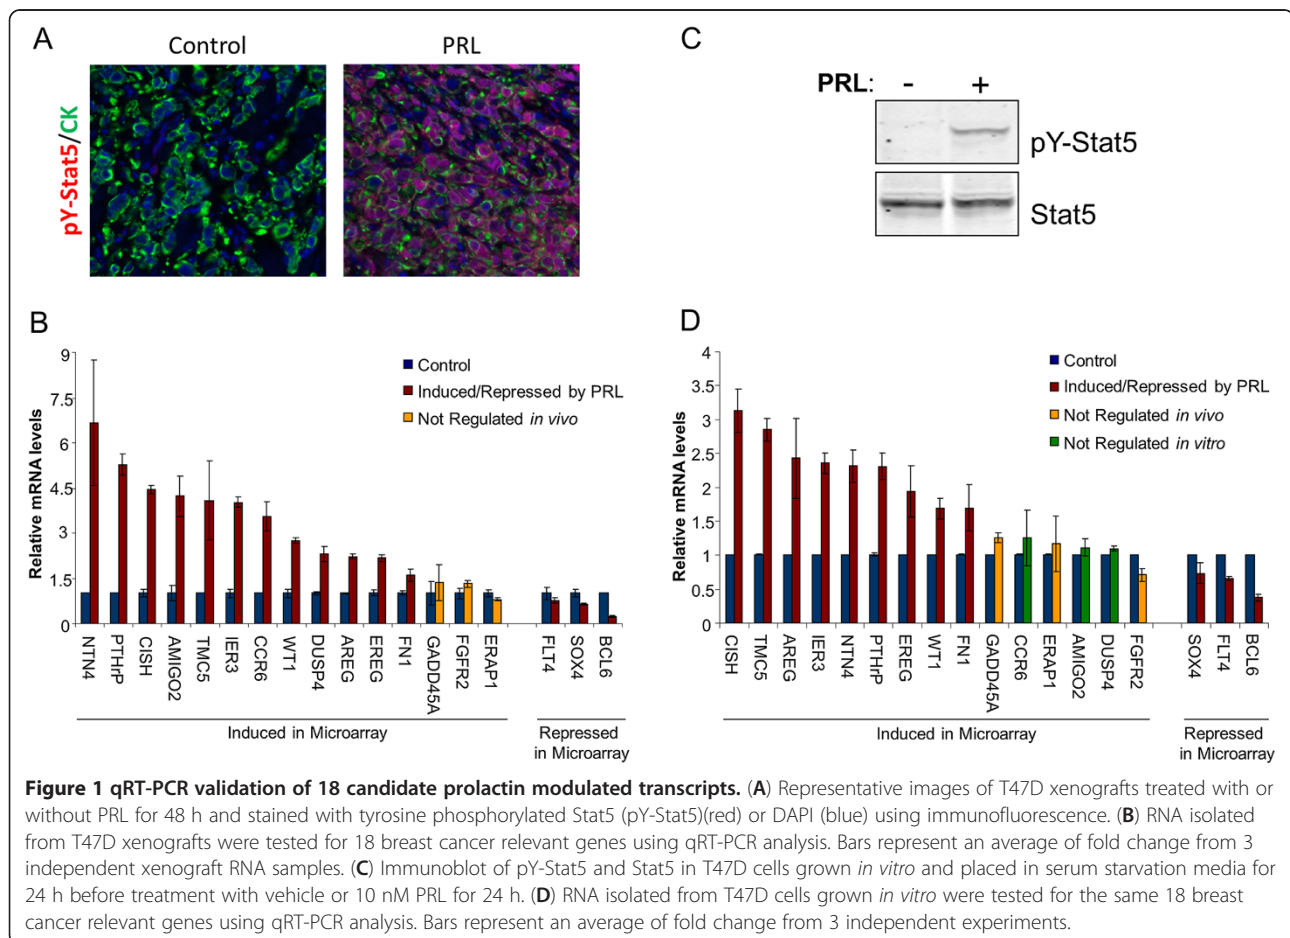 A
Control
PRL
pY-Stat5/CK
C
PRL: - +
pY-Stat5
Stat5
B
Relative mRNA levels
9
7.5
6
4.5
3
1.5
0
Control
Induced/Repressed by PRL
Not Regulated in vivo
NTN4
PTHrP
CISH
AMIGO2
TMC5
IER3
CCR6
WT1
DUSP4
AREG
EREG
FN1
GADD45A
FGFR2
ERAP1
FLT4
SOX4
BCL6
Induced in Microarray
Repressed
in Microarray
D
Relative mRNA levels
4
3.5
3
2.5
2
1.5
1
0.5
0
Control
Induced/Repressed by PRL
Not Regulated in vivo
Not Regulated in vitro
CISH
TMC5
AREG
IER3
NTN4
PTHrP
EREG
WT1
FN1
GADD45A
CCR6
ERAP1
AMIGO2
DUSP4
FGFR2
SOX4
FLT4
BCL6
Induced in Microarray
Repressed
in Microarray
Figure 1 qRT-PCR validation of 18 candidate prolactin modulated transcripts. (A) Representative images of T47D xenografts treated with or
without PRL for 48 h and stained with tyrosine phosphorylated Stat5 (pY-Stat5)(red) or DAPI (blue) using immunofluorescence. (B) RNA isolated
from T47D xenografts were tested for 18 breast cancer relevant genes using qRT-PCR analysis. Bars represent an average of fold change from 3
independent xenograft RNA samples. (C) Immunoblot of pY-Stat5 and Stat5 in T47D cells grown in vitro and placed in serum starvation media for
24 h before treatment with vehicle or 10 nM PRL for 24 h. (D) RNA isolated from T47D cells grown in vitro were tested for the same 18 breast
cancer relevant genes using qRT-PCR analysis. Bars represent an average of fold change from 3 independent experiments.